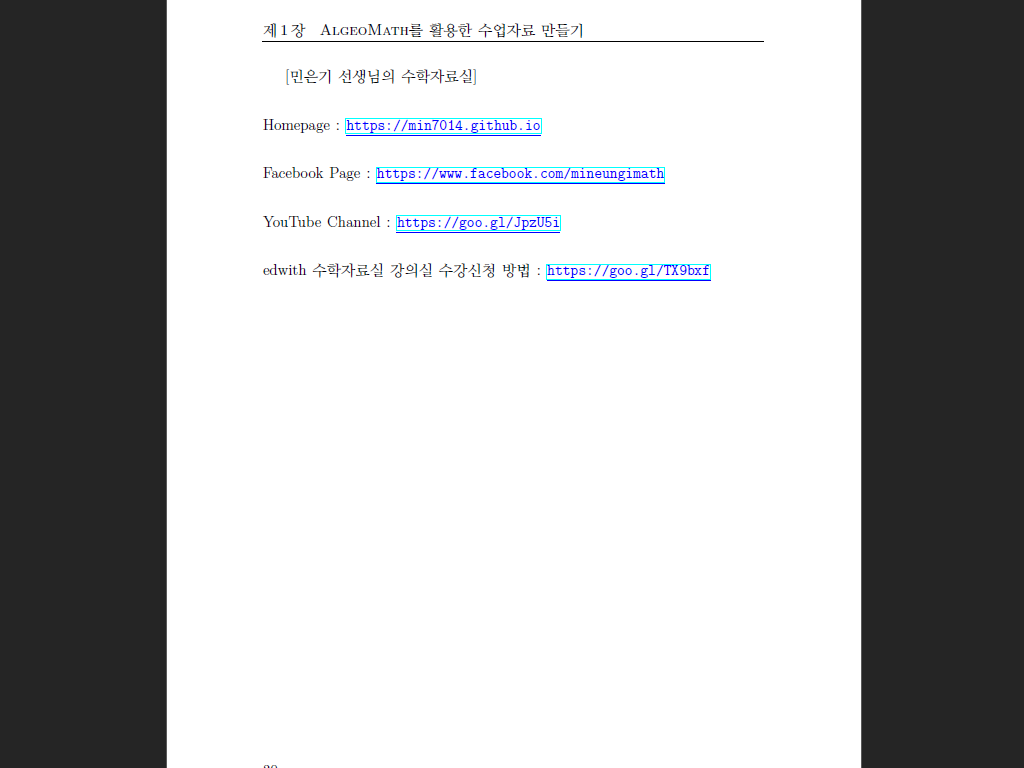 제 1 장 AlgeoMath를 활용한 수업자료 만들기
[민은기 선생님의 수학자료실]
Homepage : https://min7014.github.io
Facebook Page : https://www.facebook.com/mineungimath
YouTube Channel : https://goo.gl/JpzU5i
edwith 수학자료실 강의실 수강신청 방법 : https://goo.gl/TX9bxf